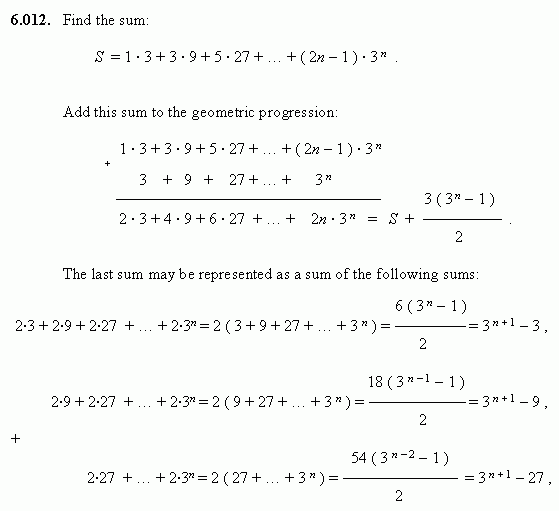 6.012. Find the sum:
S = 1 · 3 + 3 · 9 + 5 · 27 + ... + ( 2n – 1 ) · 3ⁿ .
Add this sum to the geometric progression:
1 · 3 + 3 · 9 + 5 · 27 + ... + ( 2n – 1 ) · 3ⁿ
+
3 + 9 + 27 + ... + 3ⁿ
2 · 3 + 4 · 9 + 6 · 27 + ... + 2n · 3ⁿ = S + 3 ( 3ⁿ – 1 ) / 2 .
The last sum may be represented as a sum of the following sums:
2·3 + 2·9 + 2·27 + ... + 2·3ⁿ = 2 ( 3 + 9 + 27 + ... + 3ⁿ ) = 6 ( 3ⁿ – 1 ) / 2 = 3ⁿ⁺¹ – 3 ,
2·9 + 2·27 + ... + 2·3ⁿ = 2 ( 9 + 27 + ... + 3ⁿ ) = 18 ( 3ⁿ⁻¹ – 1 ) / 2 = 3ⁿ⁺¹ – 9 ,
+
2·27 + ... + 2·3ⁿ = 2 ( 27 + ... + 3ⁿ ) = 54 ( 3ⁿ⁻² – 1 ) / 2 = 3ⁿ⁺¹ – 27 ,